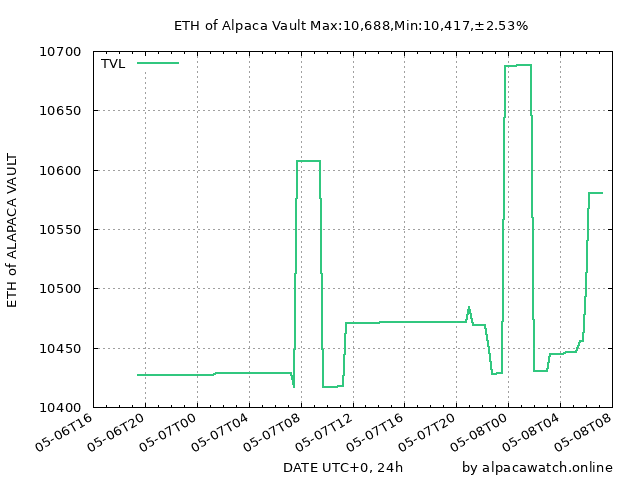 ETH of Alpaca Vault Max:10,688,Min:10,417,±2.53%
TVL
10700
10650
10600
10550
10500
10450
10400
ETH of ALAPACA VAULT
05-06T16
05-06T20
05-07T00
05-07T04
05-07T08
05-07T12
05-07T16
05-07T20
05-08T00
05-08T04
05-08T08
DATE UTC+0, 24h
by alpacawatch.online